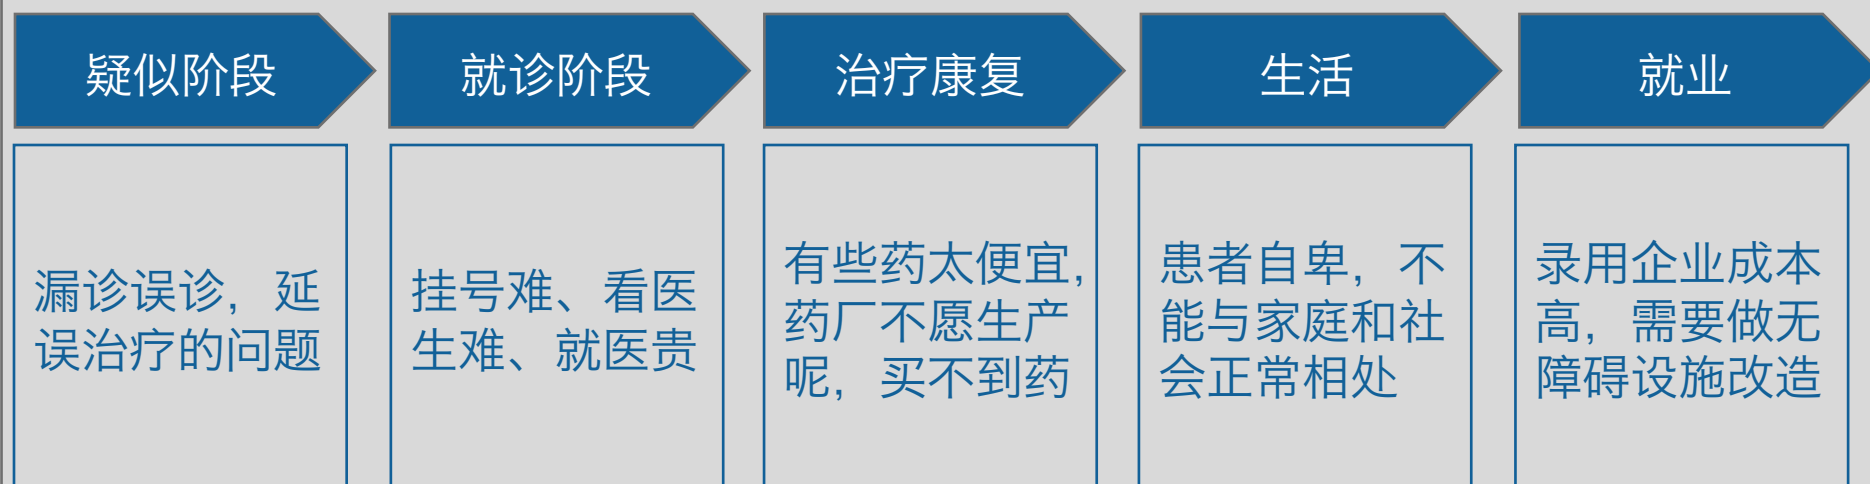 疑似阶段
就诊阶段
治疗康复
生活
就业
漏诊误诊，延
误治疗的问题
挂号难、看医
生难、就医贵
有些药太便宜，
药厂不愿生产
呢，买不到药
患者自卑，不
能与家庭和社
会正常相处
录用企业成本
高，需要做无
障碍设施改造